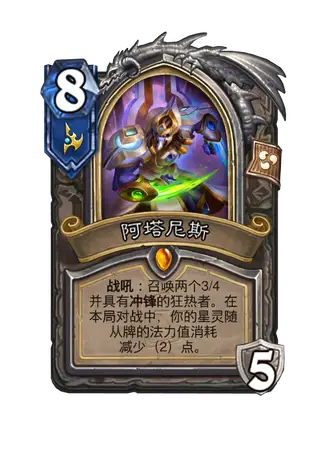 8
阿塔尼斯
战吼：召唤两个3/4
并具有冲锋的狂热者。在
本局对战中，你的星灵随
从牌的法力值消耗
减少（2）点。
5